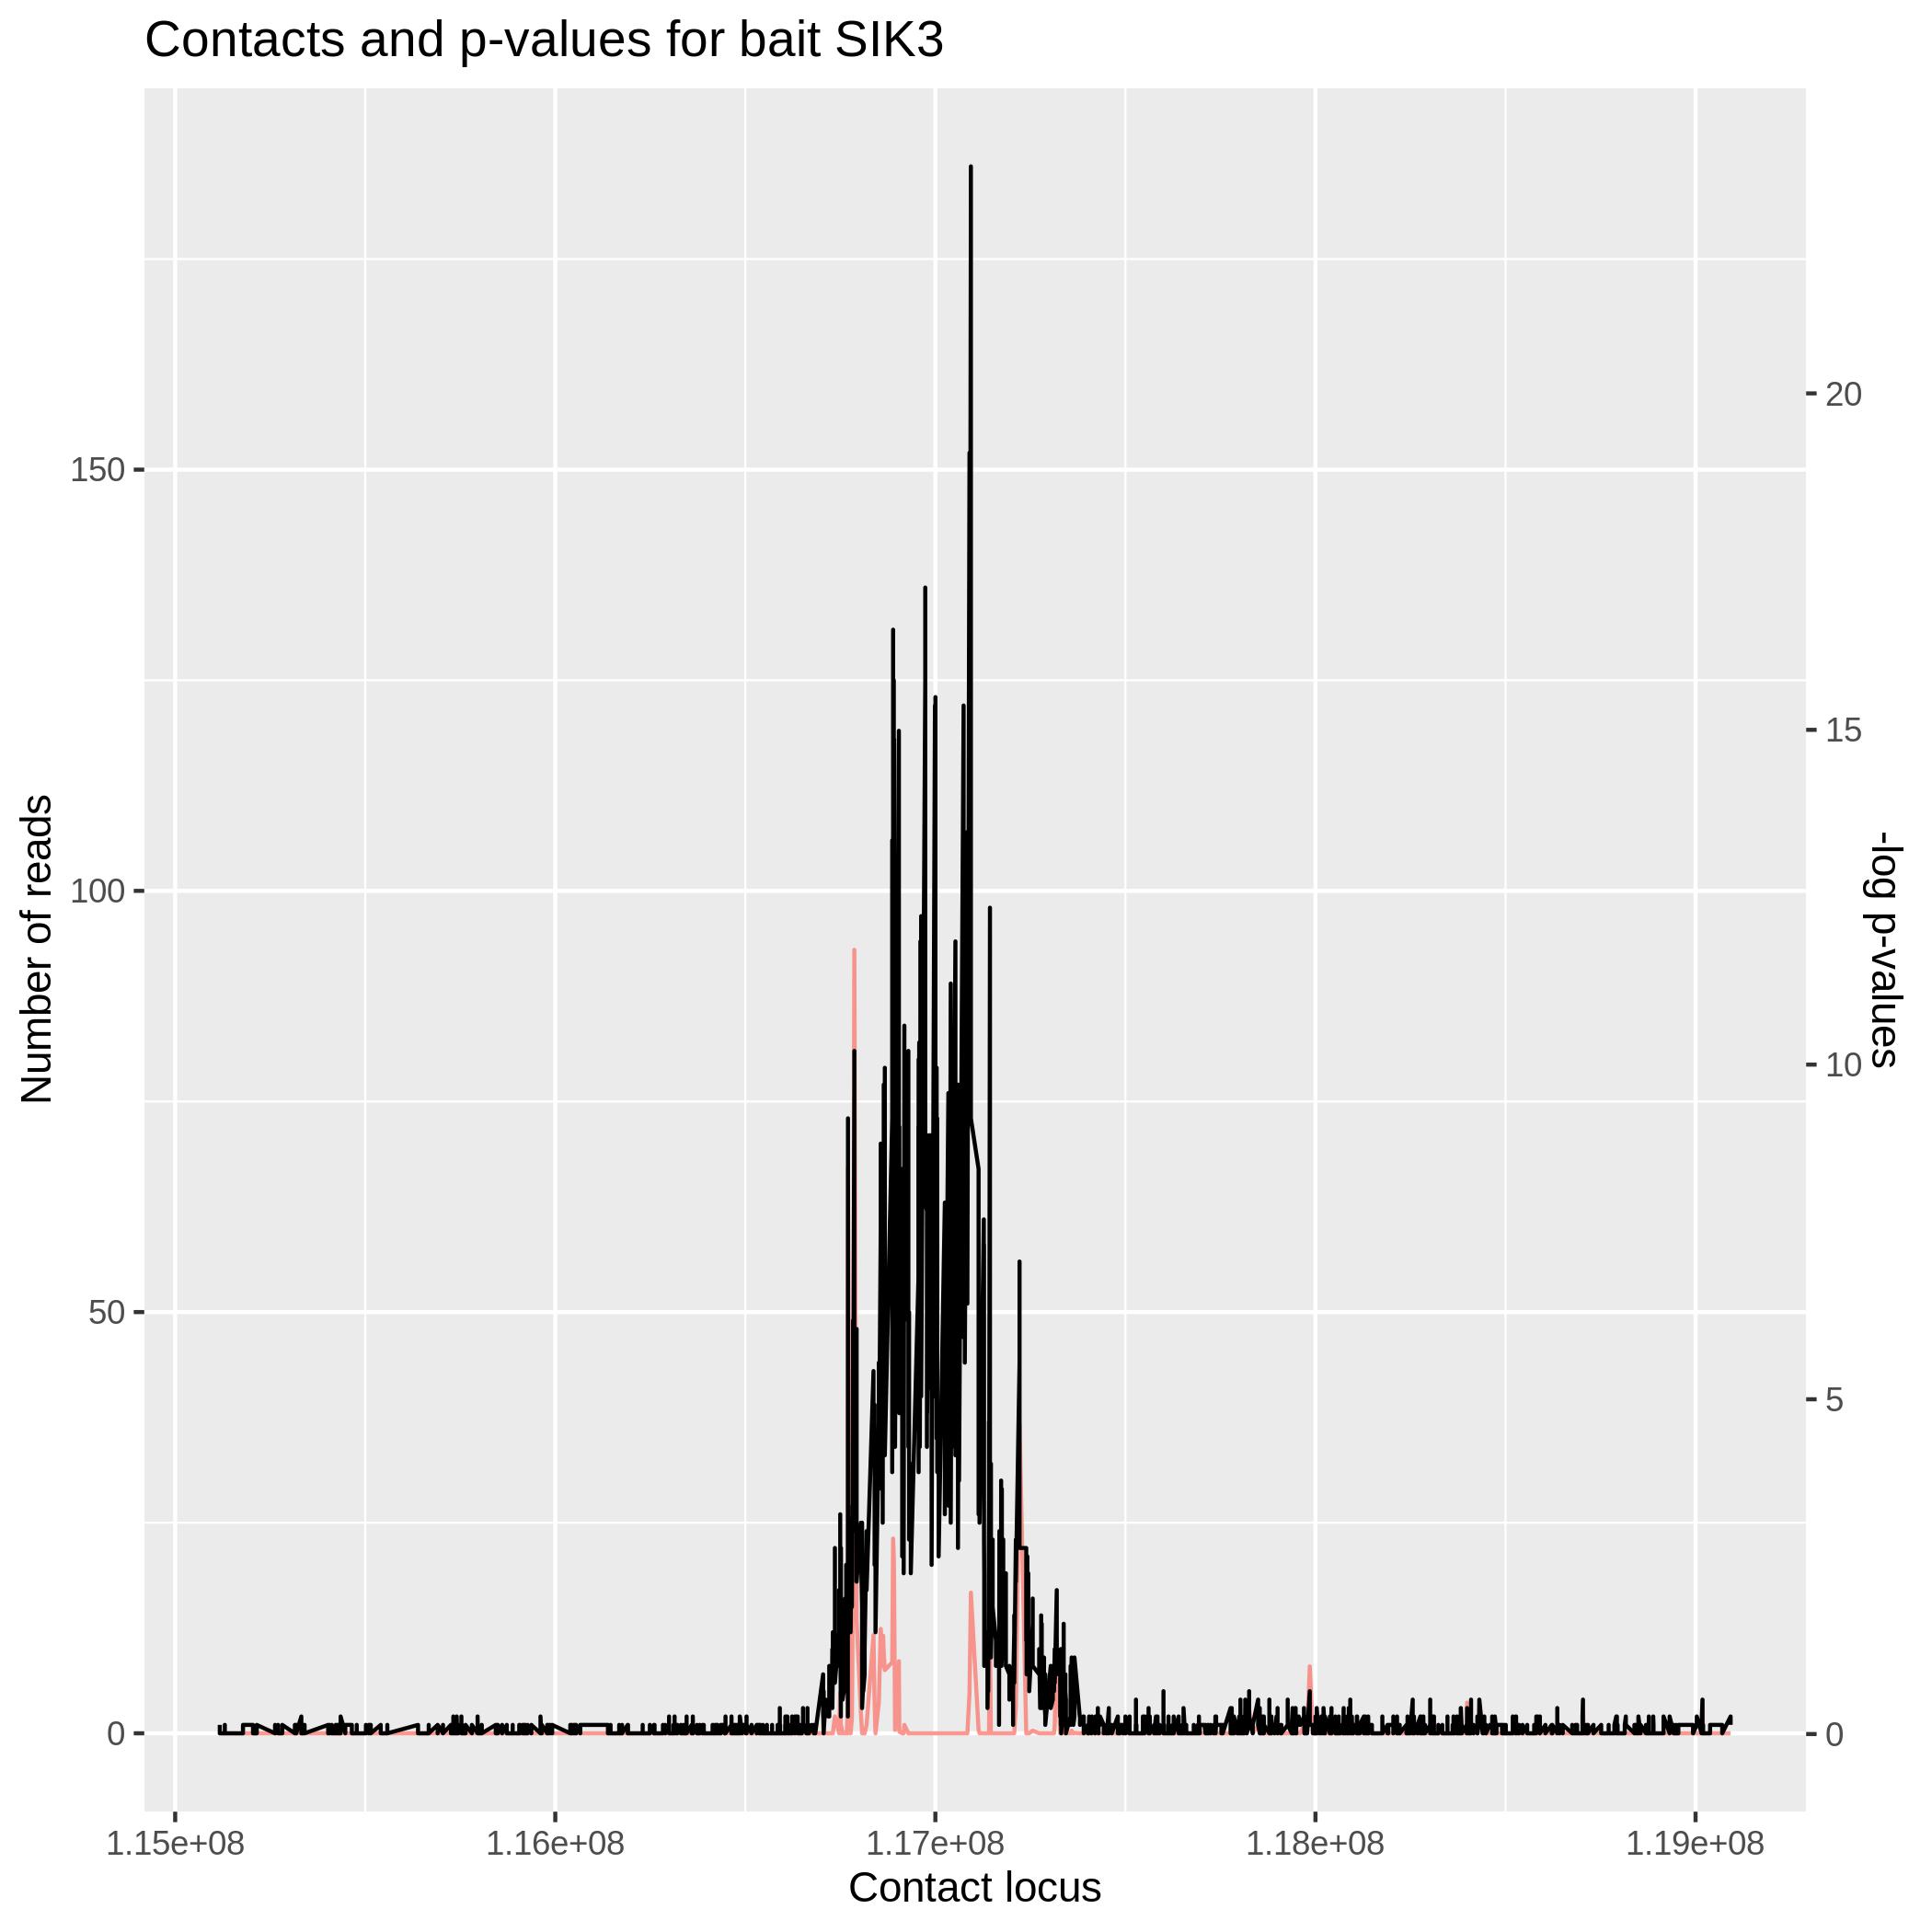 Contacts and p-values for bait SIK3
Number of reads
150
100
50
0
20
15
10
5
0
-log p-values
1.15e+08
1.16e+08
1.17e+08
1.18e+08
1.19e+08
Contact locus